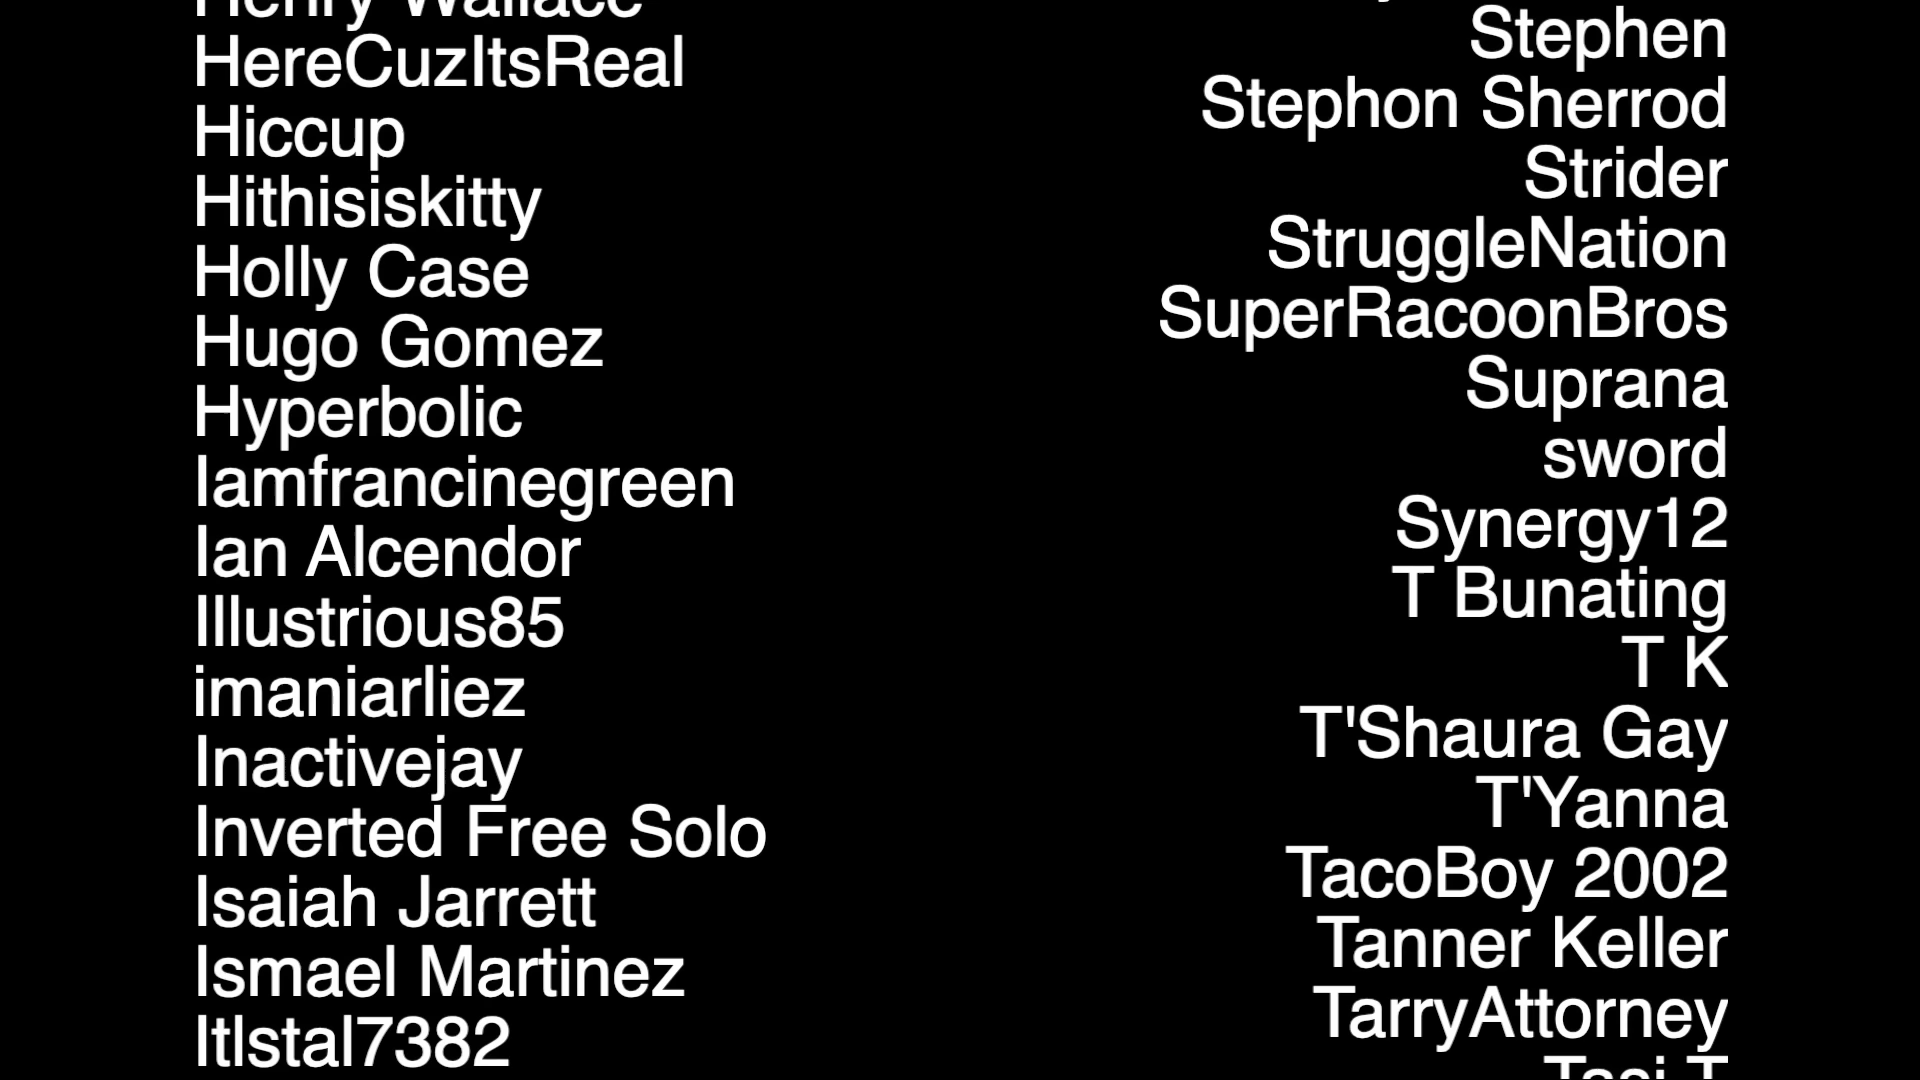 Henry Wallace
HereCuzItsReal
Hiccup
Hithisiskitty
Holly Case
Hugo Gomez
Hyperbolic
Iamfrancinegreen
Ian Alcendor
Illustrious85
imaniarliez
Inactivejay
Inverted Free Solo
Isaiah Jarrett
Ismael Martinez
Itlstal7382
Stephen
Stephon Sherrod
Strider
StruggleNation
SuperRacoonBros
Suprana
sword
Synergy12
T Bunating
T K
T'Shaura Gay
T'Yanna
TacoBoy 2002
Tanner Keller
TarryAttorney